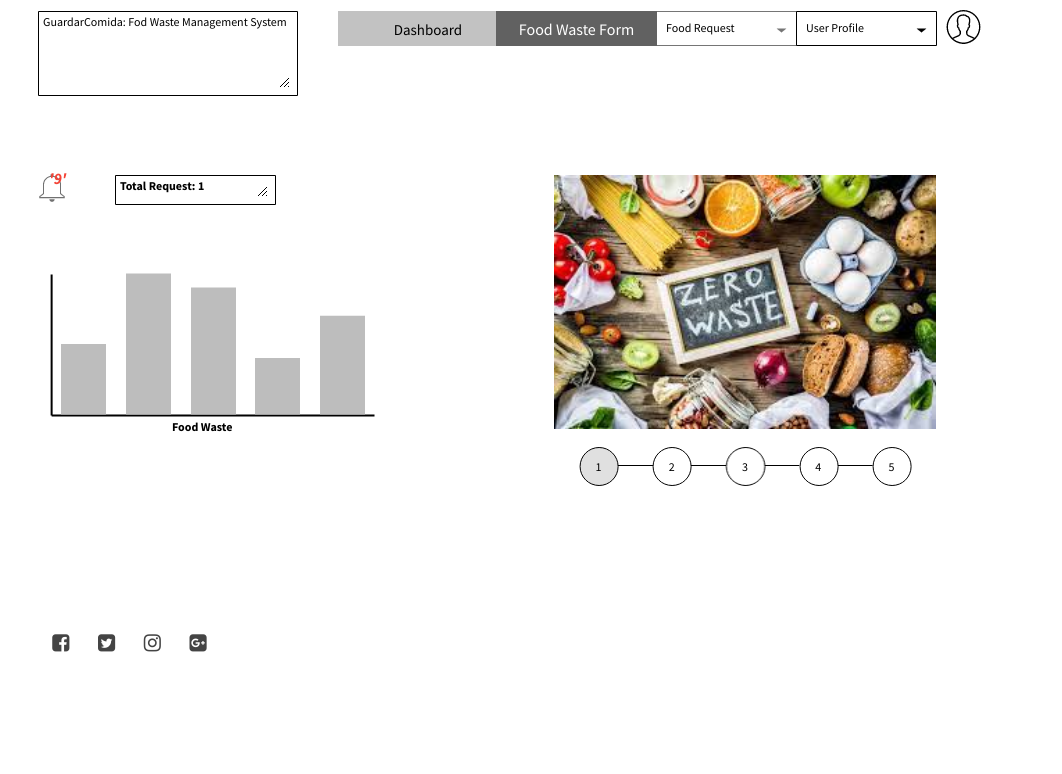 GuardarComida: Fod Waste Management System
Dashboard
Food Waste Form
Food Request
User Profile
'9'
Total Request: 1
ZERO
WASTE
Food Waste
1
2
3
4
5